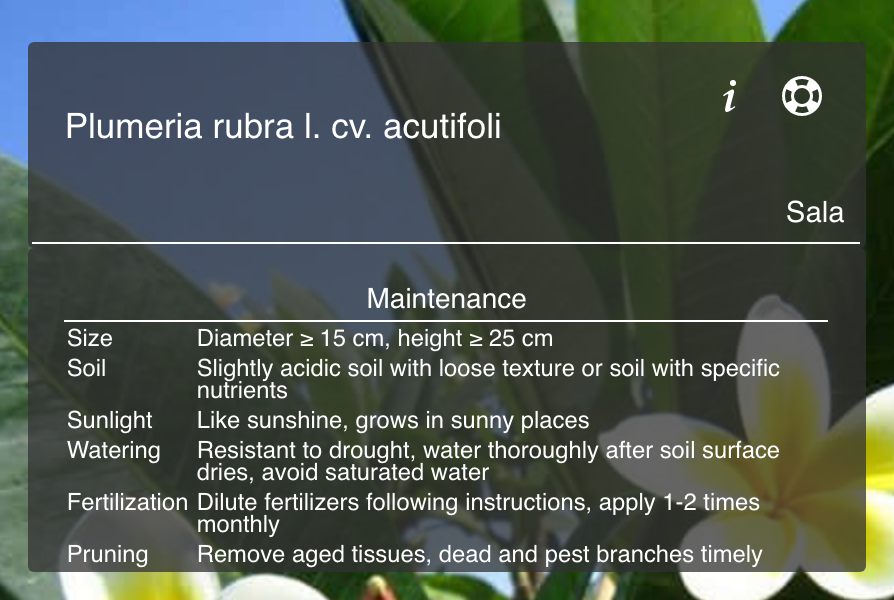 Plumeria rubra l. cv. acutifoli
Sala
Maintenance
Size Diameter ≥ 15 cm, height ≥ 25 cm
Soil Slightly acidic soil with loose texture or soil with specific
nutrients
Sunlight Like sunshine, grows in sunny places
Watering Resistant to drought, water thoroughly after soil surface
dries, avoid saturated water
Fertilization Dilute fertilizers following instructions, apply 1-2 times
monthly
Pruning Remove aged tissues, dead and pest branches timely